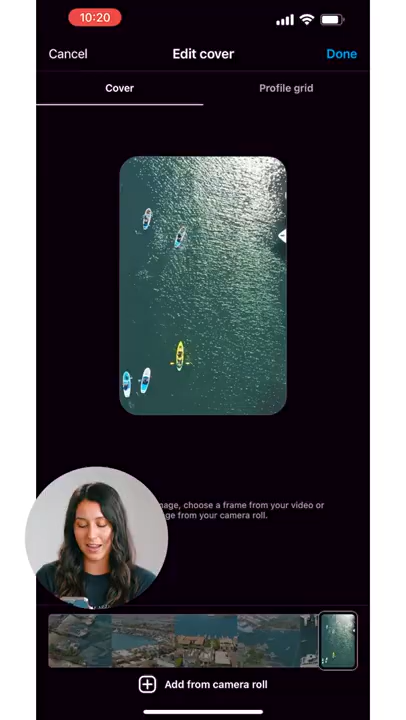 10:20
Cancel
Edit cover
Done
Cover
Profile grid
mage, choose a frame from your video or
ge from your camera roll.
Add from camera roll